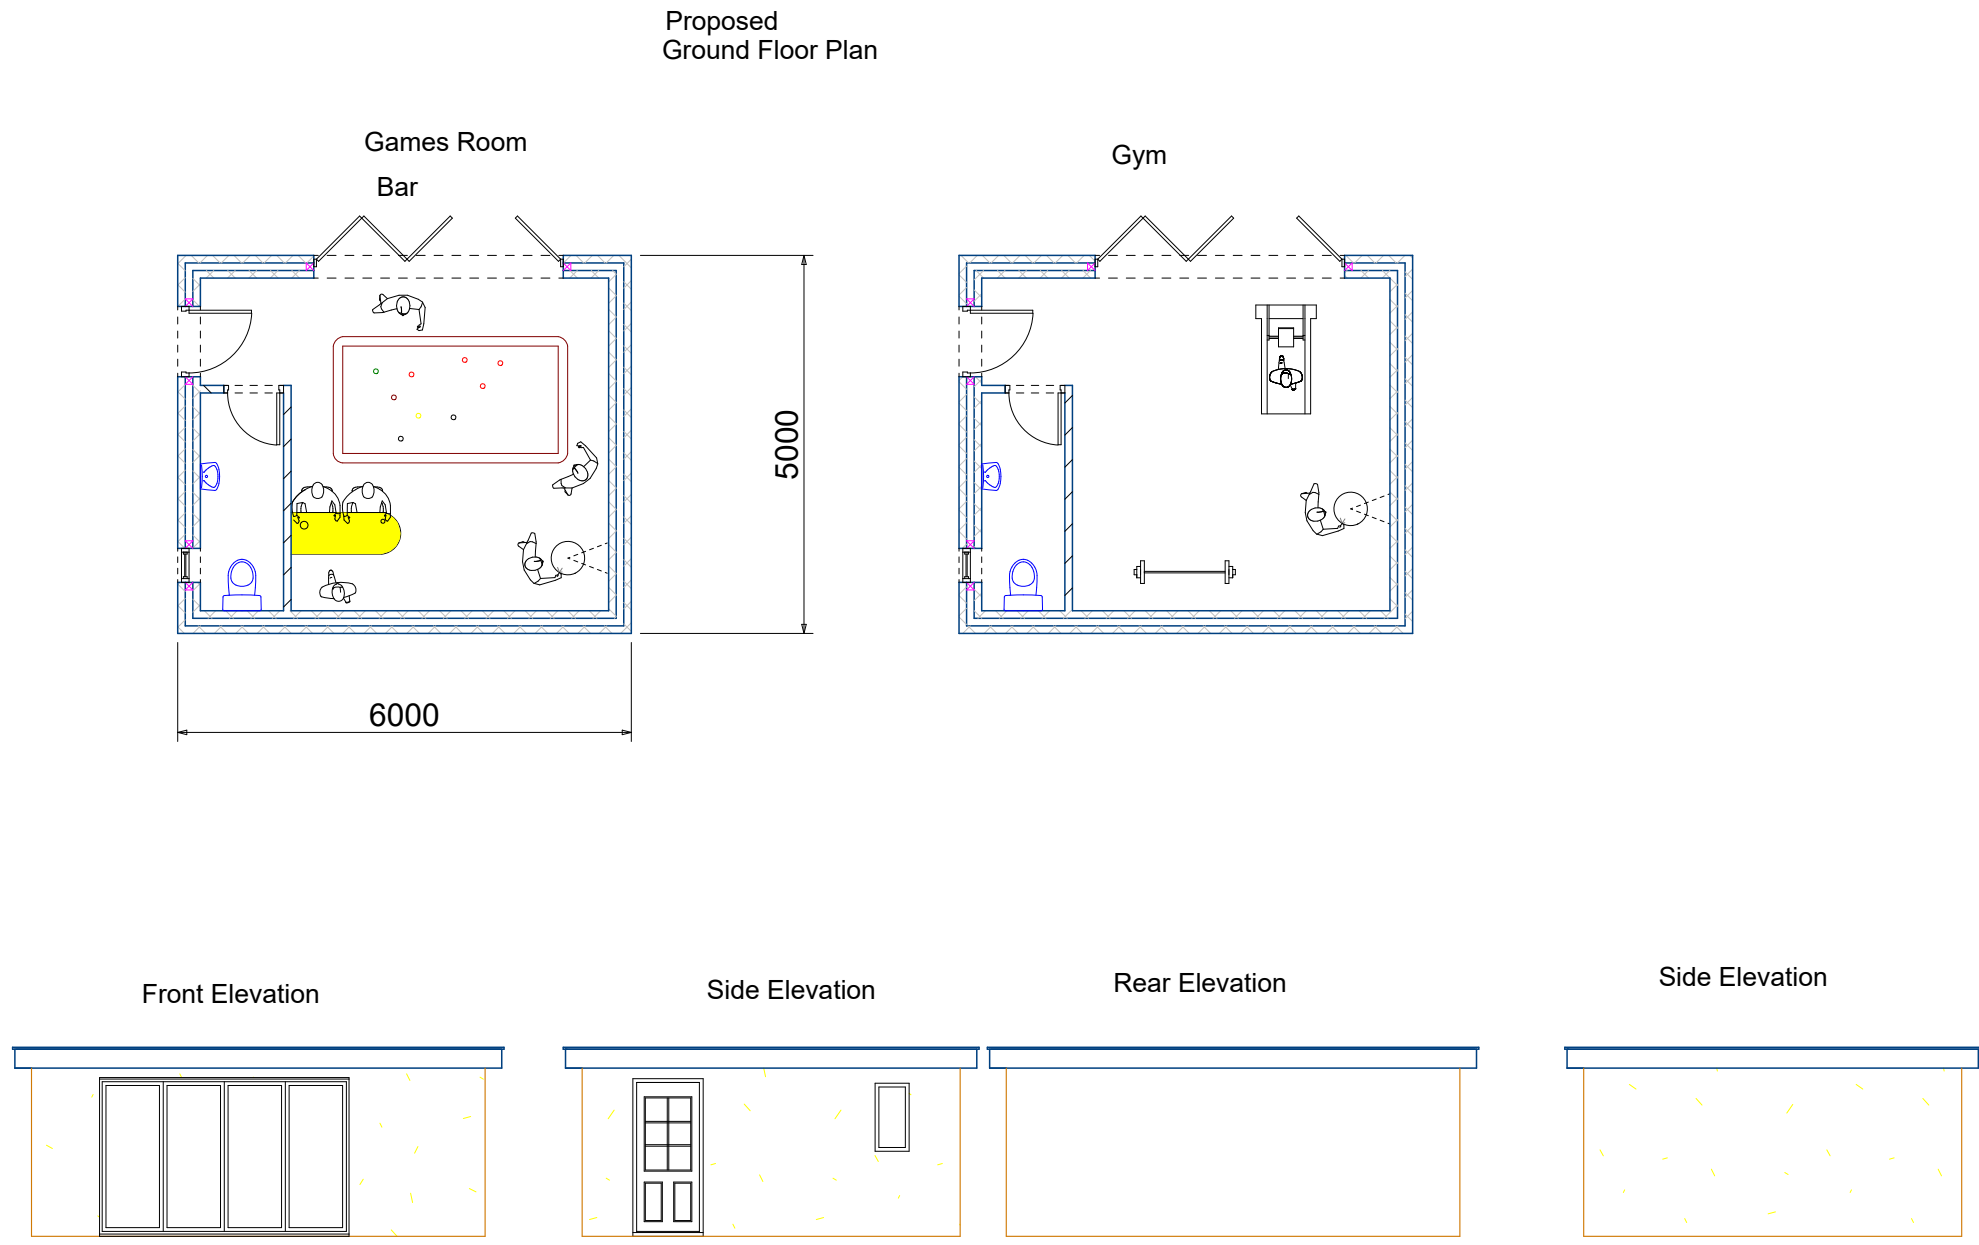 Proposed
Ground Floor Plan
Games Room
Bar
Gym
5000
6000
Front Elevation
Side Elevation
Rear Elevation
Side Elevation